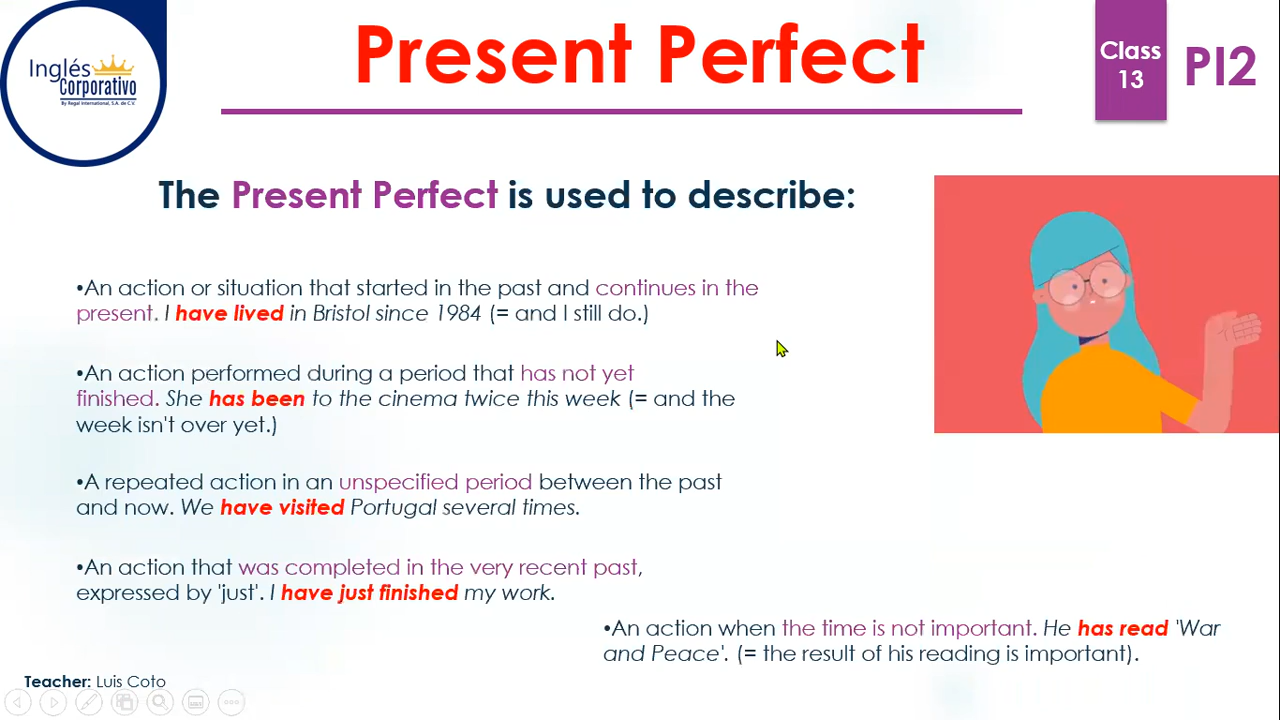 Inglés
Corporativo
By Regal International, S.A. de C.V.
Present Perfect
Class
13
PI2
The Present Perfect is used to describe:
•An action or situation that started in the past and continues in the
present. I have lived in Bristol since 1984 (= and I still do.)
•An action performed during a period that has not yet
finished. She has been to the cinema twice this week (= and the
week isn't over yet.)
•A repeated action in an unspecified period between the past
and now. We have visited Portugal several times.
•An action that was completed in the very recent past,
expressed by 'just'. I have just finished my work.
•An action when the time is not important. He has read 'War
and Peace'. (= the result of his reading is important).
Teacher: Luis Coto